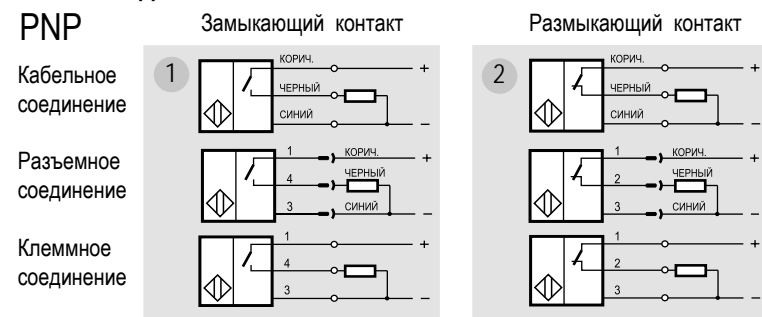 PNP
Замыкающий контакт
Размыкающий контакт
Кабельное
соединение
1
КОРИЧ.
+
ЧЕРНЫЙ
СИНИЙ
–
2
КОРИЧ.
+
ЧЕРНЫЙ
СИНИЙ
–
Разъемное
соединение
1 КОРИЧ. +
4 ЧЕРНЫЙ
3 СИНИЙ –
1 КОРИЧ. +
2 ЧЕРНЫЙ
3 СИНИЙ –
Клеммное
соединение
1 +
4
3 –
1 +
2
3 –